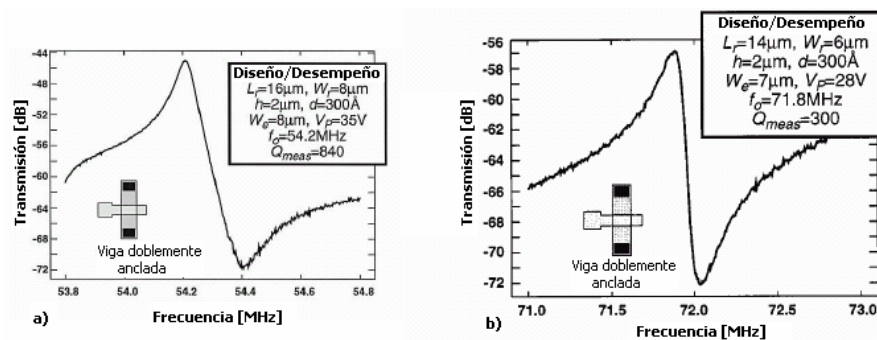 -44
-48
-52
-56
-60
-64
-68
-72
Transmisión [dB]
Diseño/Desempeño
Lr=16μm, Wr=8μm
h=2μm, d=300Å
We=8μm, VP=35V
fo=54.2MHz
Qmeas=840
Viga doblemente
anclada
53.8
54.0
54.2
54.4
54.6
54.8
a)
Frecuencia [MHz]
-56
-58
-60
-62
-64
-66
-68
-70
-72
Transmisión [dB]
Diseño/Desempeño
Lr=14μm, Wr=6μm
h=2μm, d=300Å
We=7μm, VP=28V
fo=71.8MHz
Qmeas=300
Viga doblemente
anclada
71.0
71.5
72.0
72.5
73.0
b)
Frecuencia [MHz]